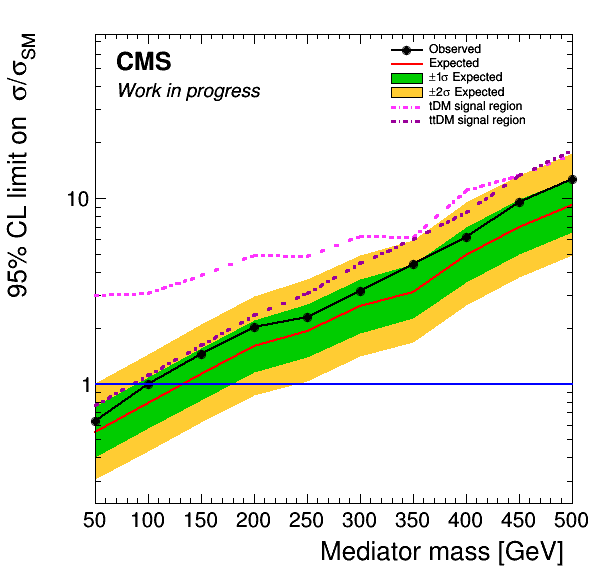 CMS
Work in progress
Observed
Expected
±1σ Expected
±2σ Expected
tDM signal region
ttDM signal region
95% CL limit on σ/σSM
10
1
50 100 150 200 250 300 350 400 450 500
Mediator mass [GeV]